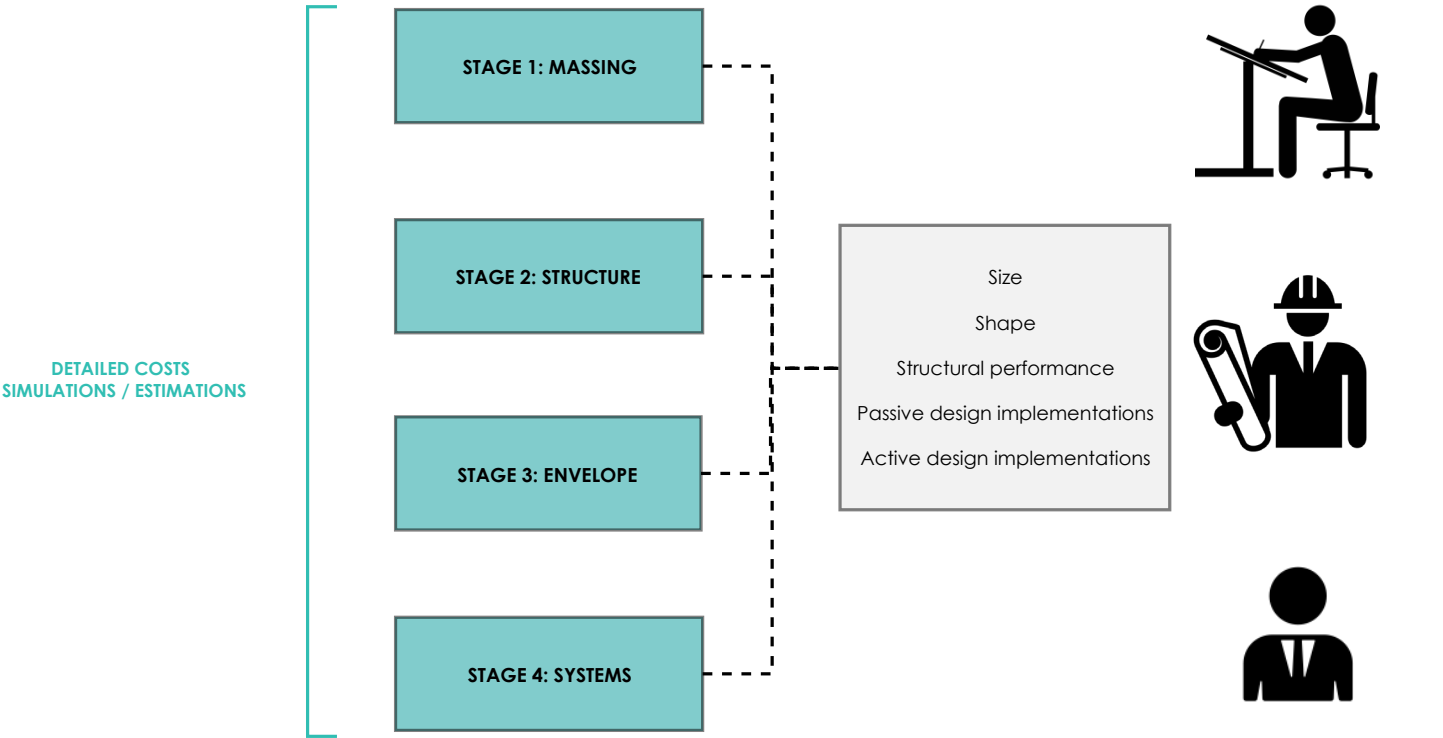 DETAILED COSTS
SIMULATIONS / ESTIMATIONS
STAGE 1: MASSING
STAGE 2: STRUCTURE
STAGE 3: ENVELOPE
STAGE 4: SYSTEMS
Size
Shape
Structural performance
Passive design implementations
Active design implementations